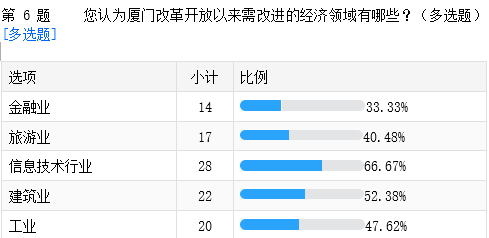 第 6 题 您认为厦门改革开放以来需改进的经济领域有哪些？（多选题）
[多选题]
选项 小计 比例
金融业 14 33.33%
旅游业 17 40.48%
信息技术行业 28 66.67%
建筑业 22 52.38%
工业 20 47.62%